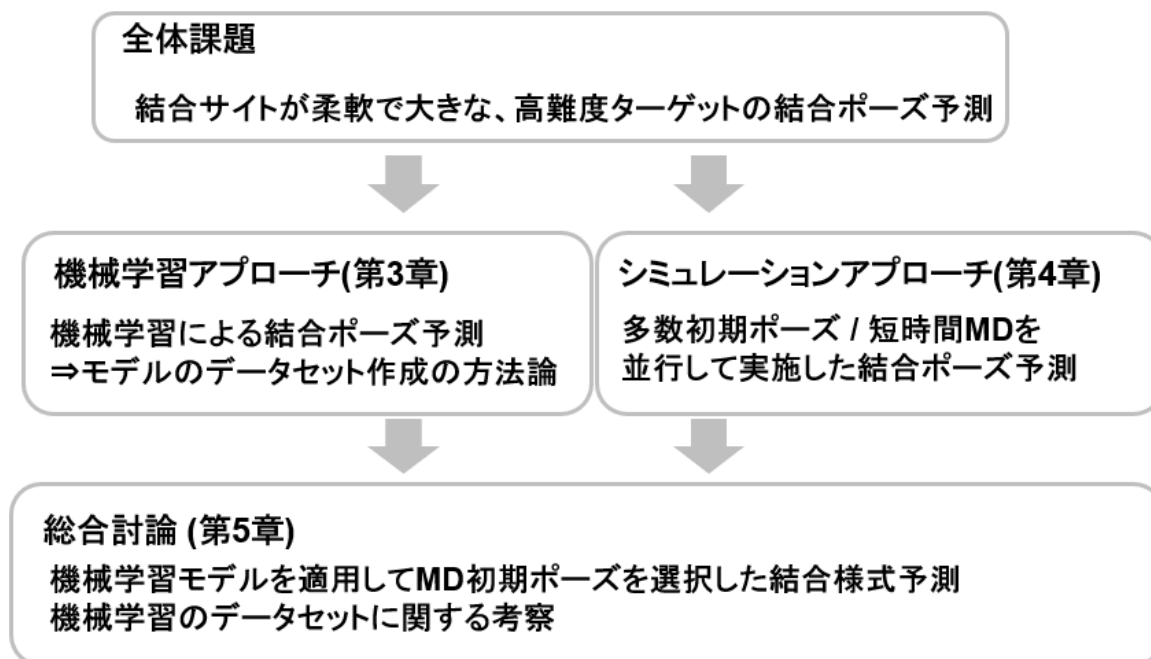 全体課題
結合サイトが柔軟で大きな、高難度ターゲットの結合ポーズ予測
機械学習アプローチ(第3章)
機械学習による結合ポーズ予測
⇒モデルのデータセット作成の方法論
シミュレーションアプローチ(第4章)
多数初期ポーズ / 短時間MDを
並行して実施した結合ポーズ予測
総合討論 (第5章)
機械学習モデルを適用してMD初期ポーズを選択した結合様式予測
機械学習のデータセットに関する考察